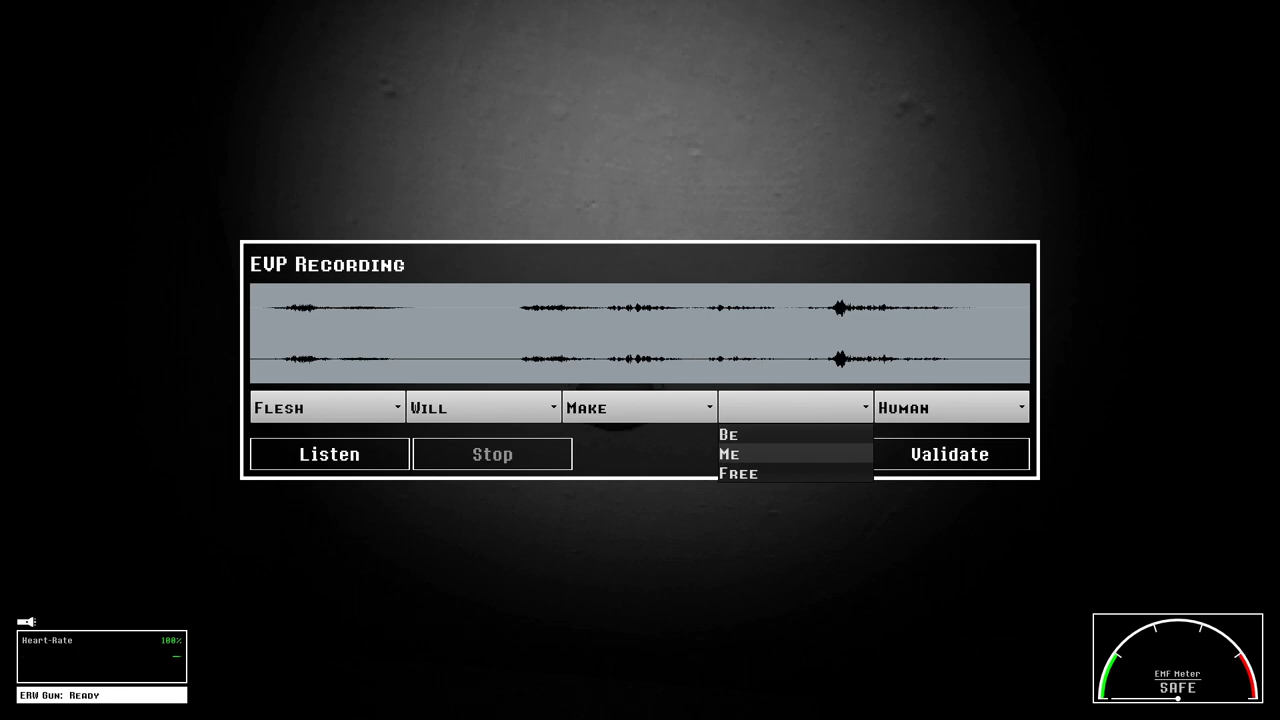 EVP Recording
Flesh Will Make Human
Be
Me
Free
Listen Stop Validate
Heart-Rate 100%
ERW Gun: Ready
EMF Meter
SAFE